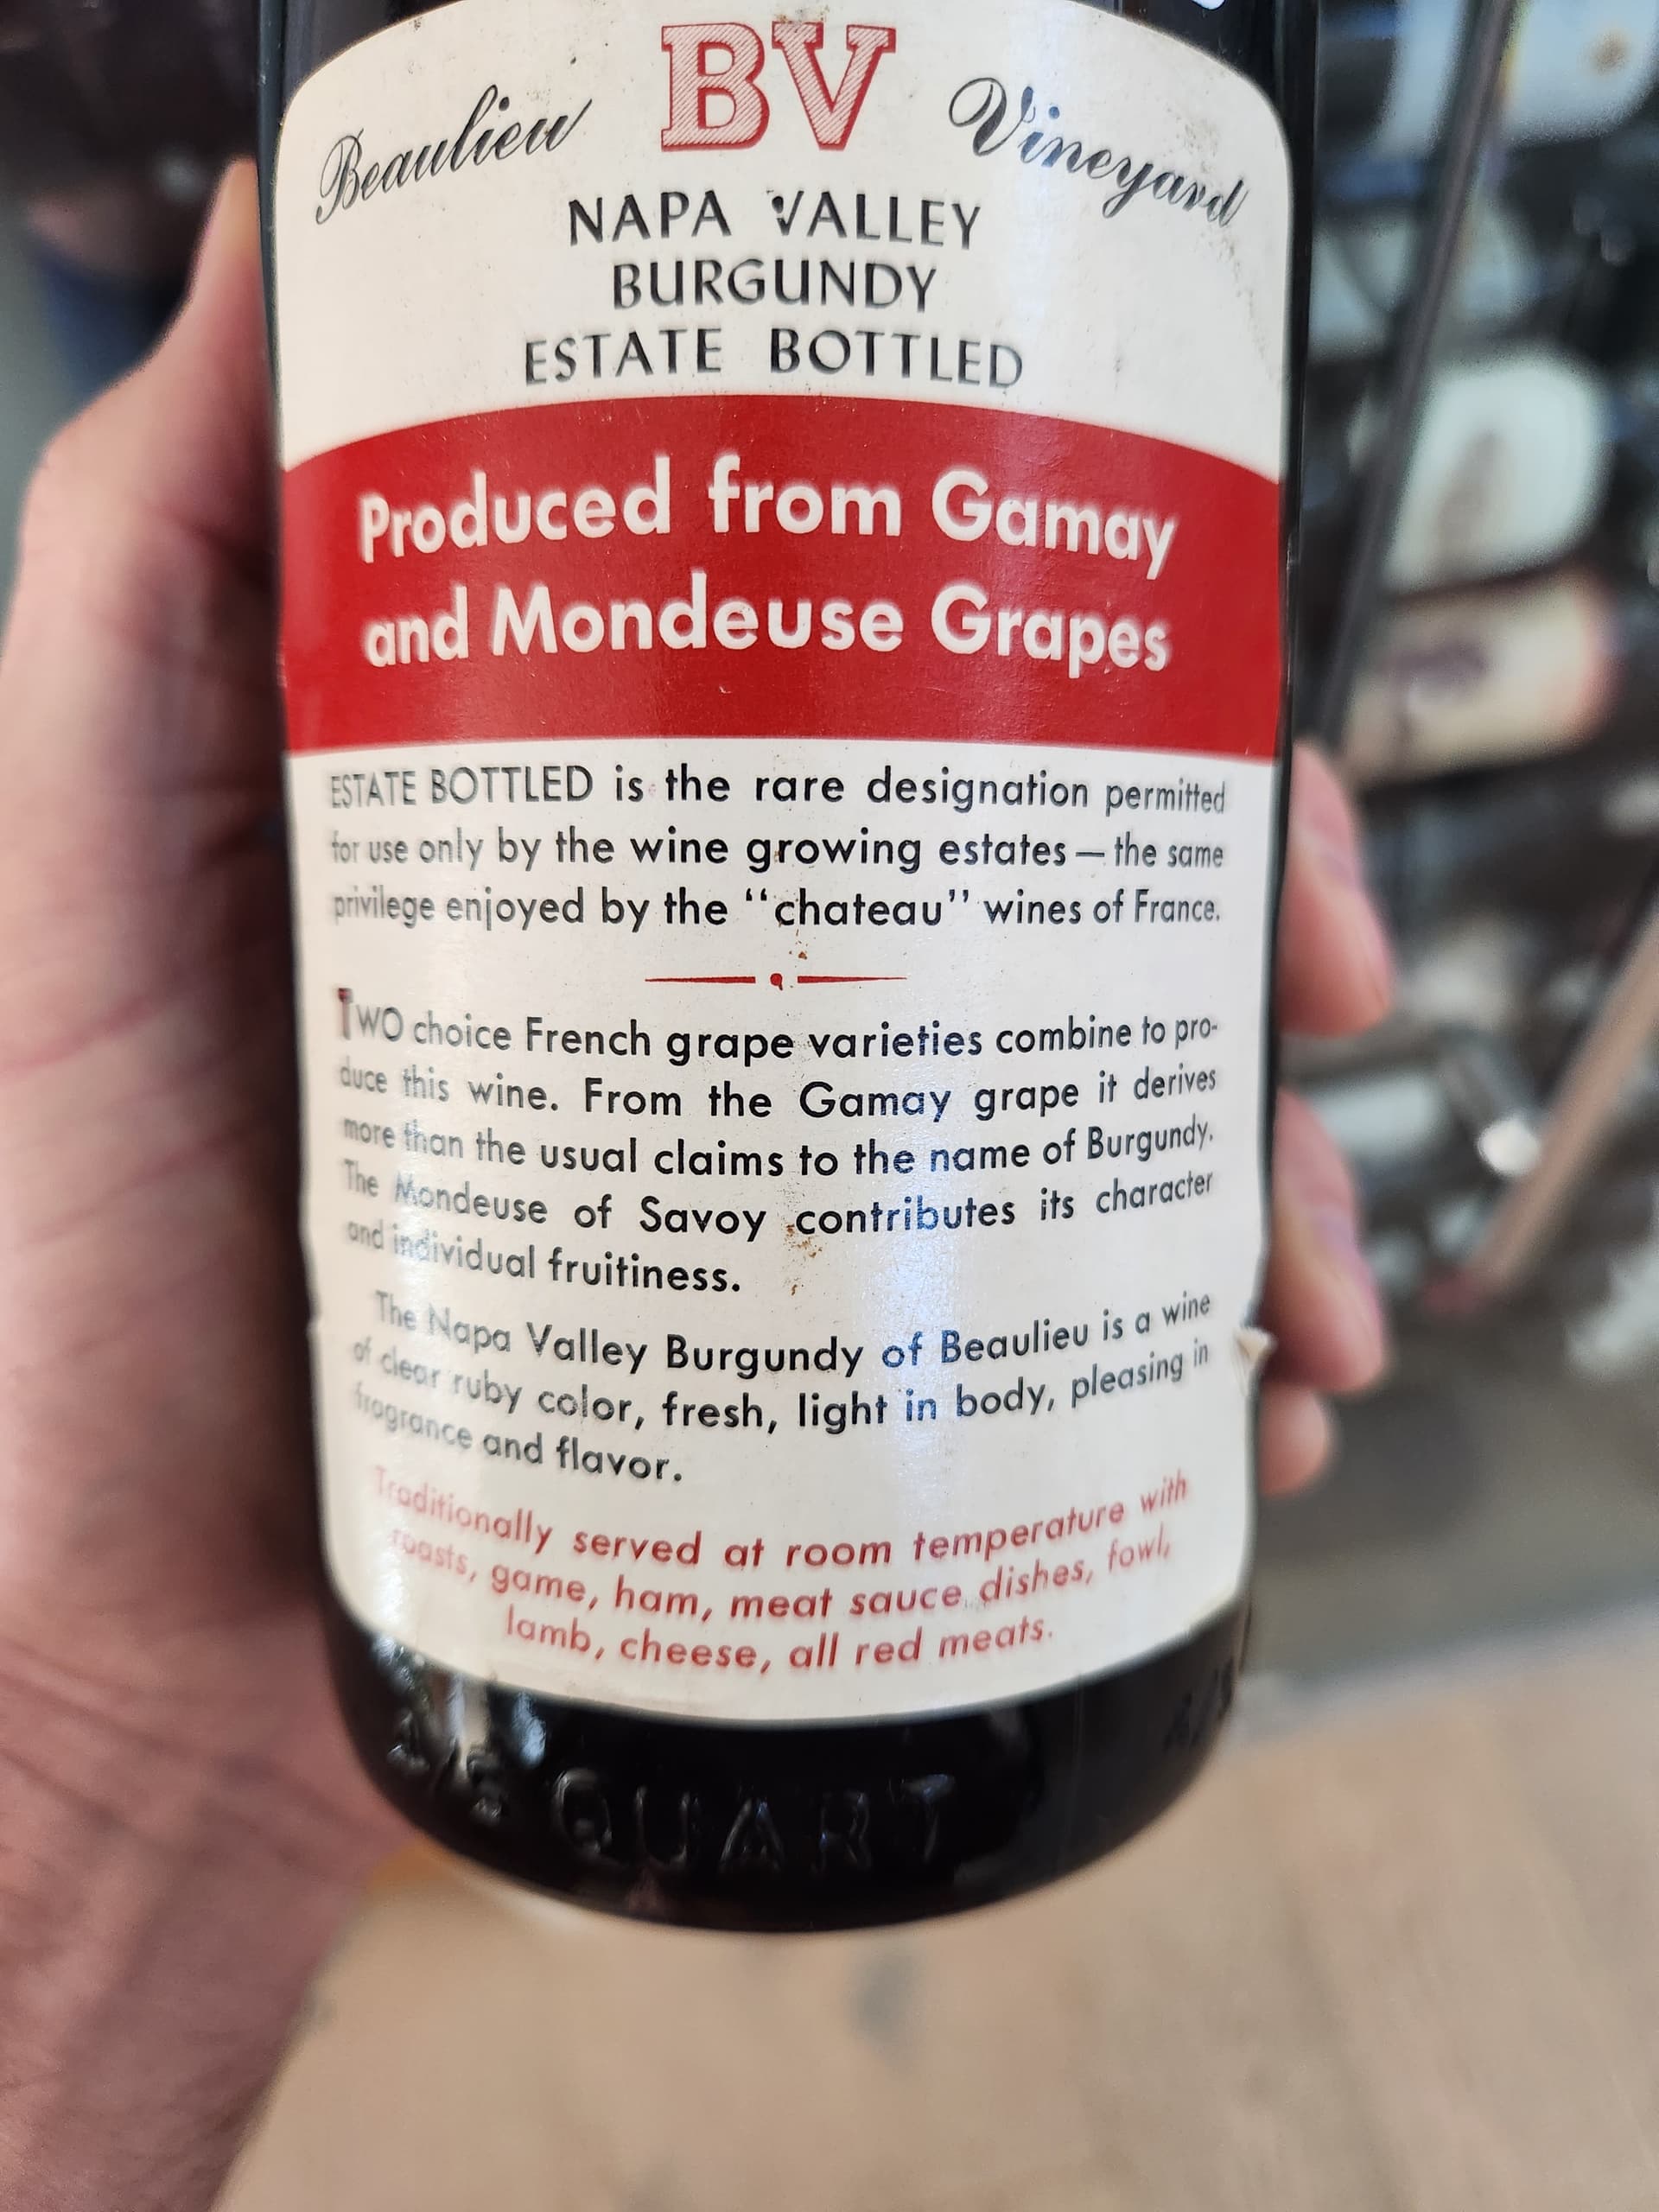 Beaulieu BV Vineyard
NAPA VALLEY
BURGUNDY
ESTATE BOTTLED
Produced from Gamay
and Mondeuse Grapes
ESTATE BOTTLED is the rare designation permitted
for use only by the wine growing estates — the same
privilege enjoyed by the “chateau” wines of France.
TWO choice French grape varieties combine to pro-
duce this wine. From the Gamay grape it derives
more than the usual claims to the name of Burgundy.
The Mondeuse of Savoy contributes its character
and individual fruitiness.
The Napa Valley Burgundy of Beaulieu is a wine
of clear ruby color, fresh, light in body, pleasing in
fragrance and flavor.
Traditionally served at room temperature with
roasts, game, ham, meat sauce dishes, fowl,
lamb, cheese, all red meats.
QUART